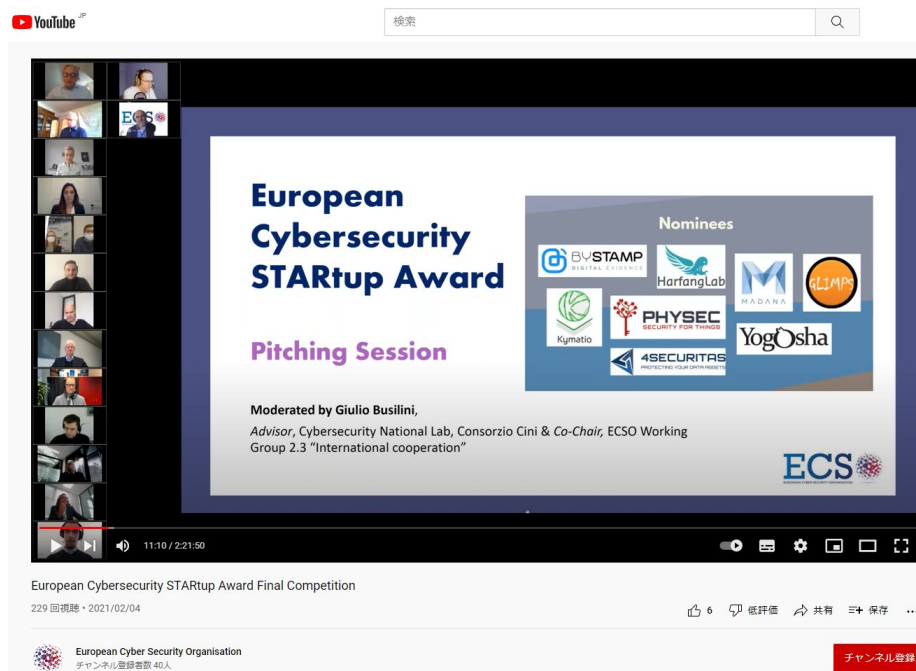 YouTube JP
検索
ECS
European
Cybersecurity
STARtup Award
Pitching Session
Nominees
BYSTAMP
DIGITAL EVIDENCE
HarfangLab
MADANA
GLIMPS
Kymatio
PHYSEC
SECURITY FOR THINGS
YogOsha
4SECURITAS
PROTECTING YOUR DATA ASSETS
Moderated by Giulio Busilini,
Advisor, Cybersecurity National Lab, Consorzio Cini & Co-Chair, ECSO Working
Group 2.3 “International cooperation”
ECS
EUROPEAN CYBER SECURITY ORGANISATION
11:10 / 2:21:50
European Cybersecurity STARtup Award Final Competition
229 回視聴・2021/02/04
6 低評価 共有 保存 ...
European Cyber Security Organisation
チャンネル登録者数 40人
チャンネル登録